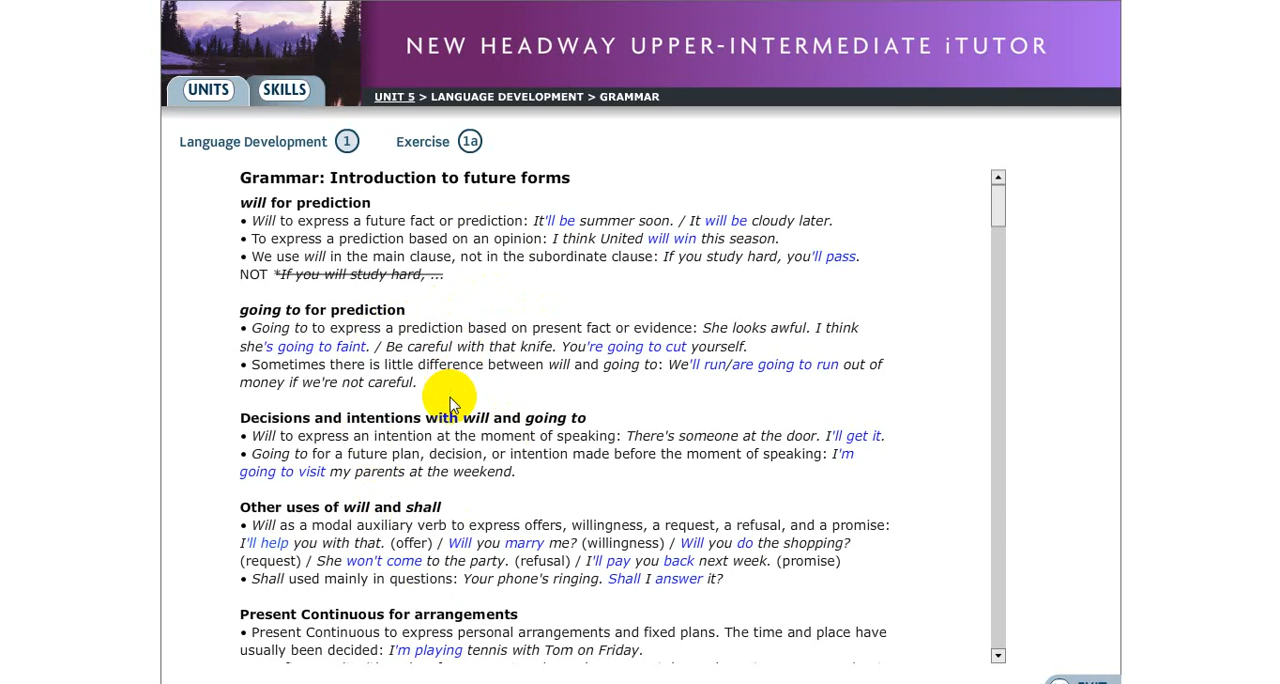 NEW HEADWAY UPPER-INTERMEDIATE iTUTOR
UNITS SKILLS
UNIT 5 > LANGUAGE DEVELOPMENT > GRAMMAR
Language Development 1 Exercise 1a
Grammar: Introduction to future forms
will for prediction
• Will to express a future fact or prediction: It'll be summer soon. / It will be cloudy later.
• To express a prediction based on an opinion: I think United will win this season.
• We use will in the main clause, not in the subordinate clause: If you study hard, you'll pass.
NOT *If you will study hard, ...
going to for prediction
• Going to to express a prediction based on present fact or evidence: She looks awful. I think
she's going to faint. / Be careful with that knife. You're going to cut yourself.
• Sometimes there is little difference between will and going to: We'll run/are going to run out of
money if we're not careful.
Decisions and intentions with will and going to
• Will to express an intention at the moment of speaking: There's someone at the door. I'll get it.
• Going to for a future plan, decision, or intention made before the moment of speaking: I'm
going to visit my parents at the weekend.
Other uses of will and shall
• Will as a modal auxiliary verb to express offers, willingness, a request, a refusal, and a promise:
I'll help you with that. (offer) / Will you marry me? (willingness) / Will you do the shopping?
(request) / She won't come to the party. (refusal) / I'll pay you back next week. (promise)
• Shall used mainly in questions: Your phone's ringing. Shall I answer it?
Present Continuous for arrangements
• Present Continuous to express personal arrangements and fixed plans. The time and place have
usually been decided: I'm playing tennis with Tom on Friday.